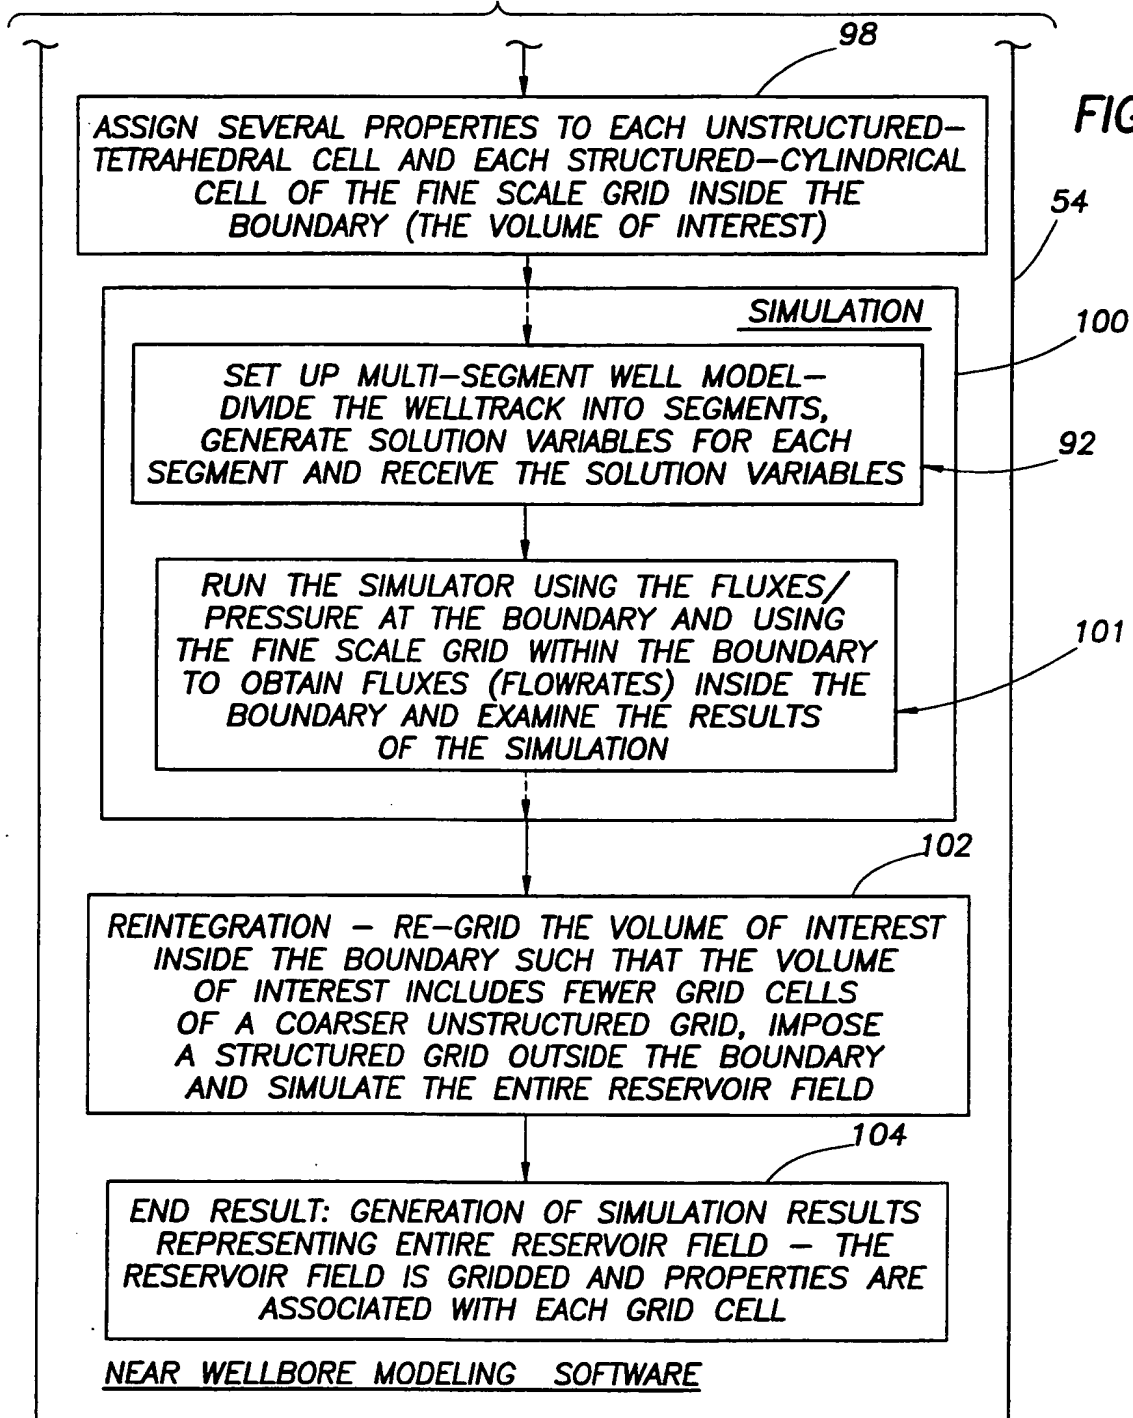 98
FIG
ASSIGN SEVERAL PROPERTIES TO EACH UNSTRUCTURED–
TETRAHEDRAL CELL AND EACH STRUCTURED–CYLINDRICAL
CELL OF THE FINE SCALE GRID INSIDE THE
BOUNDARY (THE VOLUME OF INTEREST)
54
SIMULATION
100
SET UP MULTI–SEGMENT WELL MODEL–
DIVIDE THE WELLTRACK INTO SEGMENTS,
GENERATE SOLUTION VARIABLES FOR EACH
SEGMENT AND RECEIVE THE SOLUTION VARIABLES
92
RUN THE SIMULATOR USING THE FLUXES/
PRESSURE AT THE BOUNDARY AND USING
THE FINE SCALE GRID WITHIN THE BOUNDARY
TO OBTAIN FLUXES (FLOWRATES) INSIDE THE
BOUNDARY AND EXAMINE THE RESULTS
OF THE SIMULATION
101
102
REINTEGRATION – RE–GRID THE VOLUME OF INTEREST
INSIDE THE BOUNDARY SUCH THAT THE VOLUME
OF INTEREST INCLUDES FEWER GRID CELLS
OF A COARSER UNSTRUCTURED GRID, IMPOSE
A STRUCTURED GRID OUTSIDE THE BOUNDARY
AND SIMULATE THE ENTIRE RESERVOIR FIELD
104
END RESULT: GENERATION OF SIMULATION RESULTS
REPRESENTING ENTIRE RESERVOIR FIELD – THE
RESERVOIR FIELD IS GRIDDED AND PROPERTIES ARE
ASSOCIATED WITH EACH GRID CELL
NEAR WELLBORE MODELING SOFTWARE